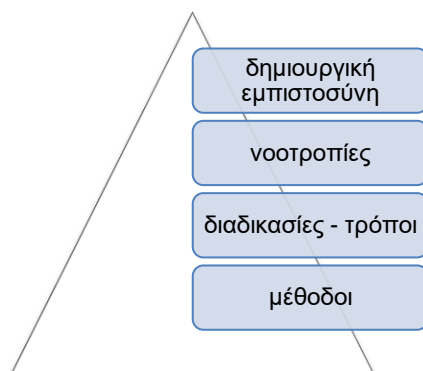 δημιουργική
εμπιστοσύνη
νοοτροπίες
διαδικασίες - τρόποι
μέθοδοι